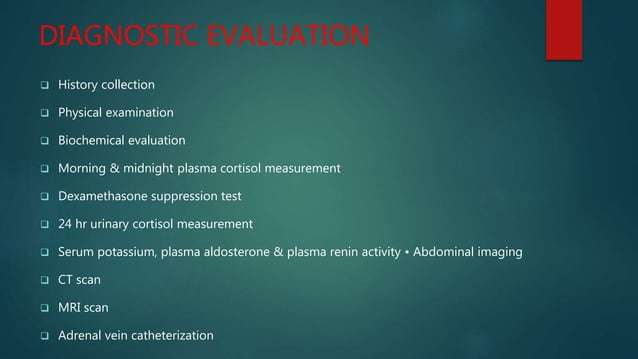 DIAGNOSTIC EVALUATION
History collection
Physical examination
Biochemical evaluation
Morning & midnight plasma cortisol measurement
Dexamethasone suppression test
24 hr urinary cortisol measurement
Serum potassium, plasma aldosterone & plasma renin activity • Abdominal imaging
CT scan
MRI scan
Adrenal vein catheterization